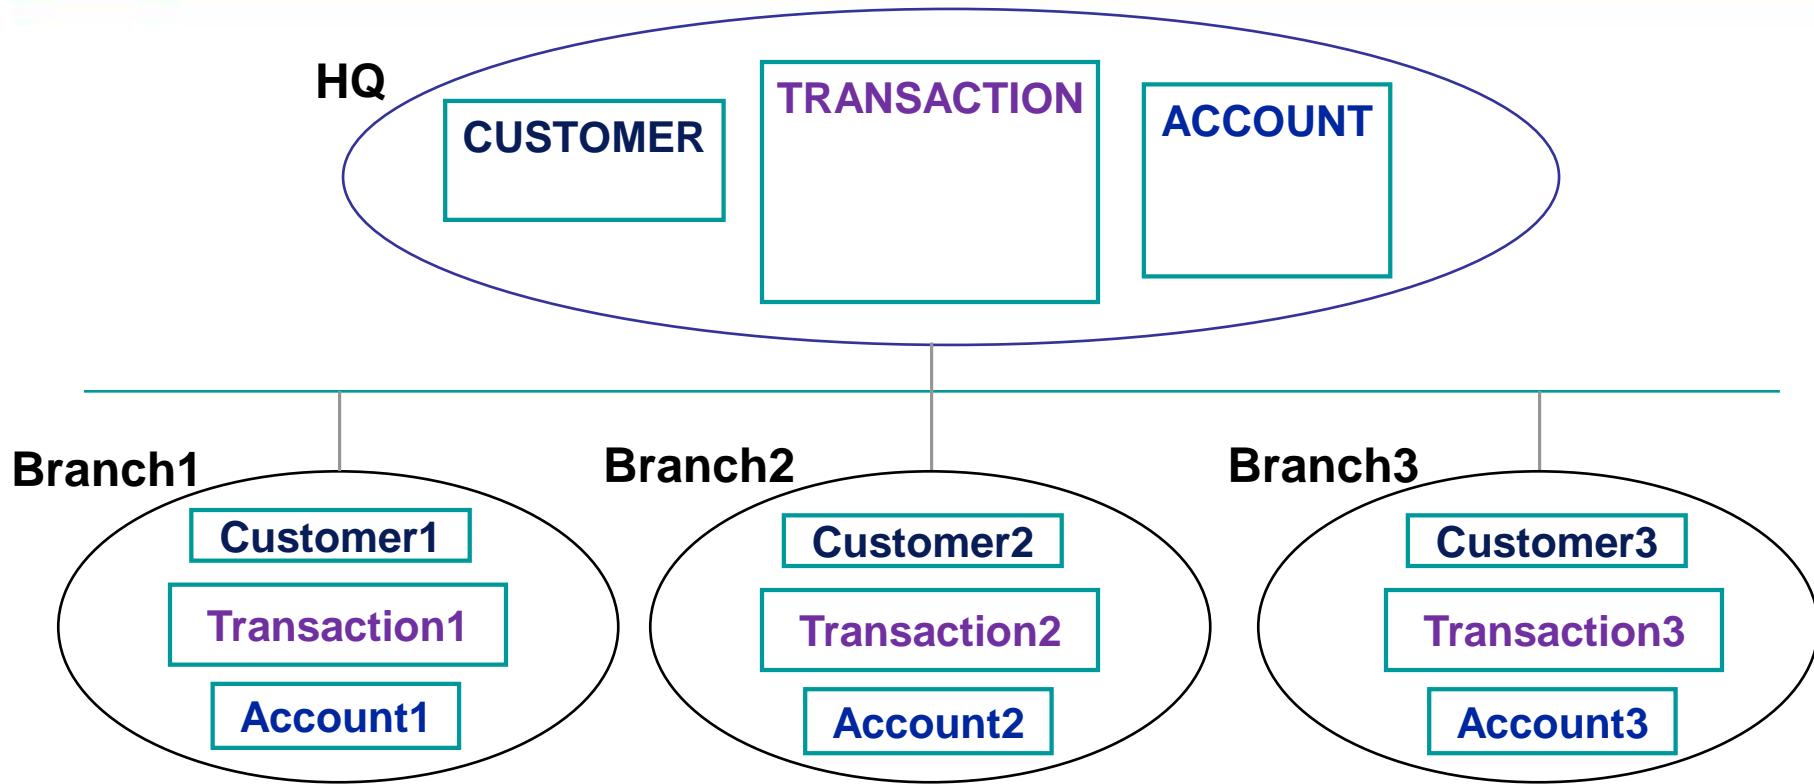 HQ
CUSTOMER
TRANSACTION
ACCOUNT
Branch1
Customer1
Transaction1
Account1
Branch2
Customer2
Transaction2
Account2
Branch3
Customer3
Transaction3
Account3